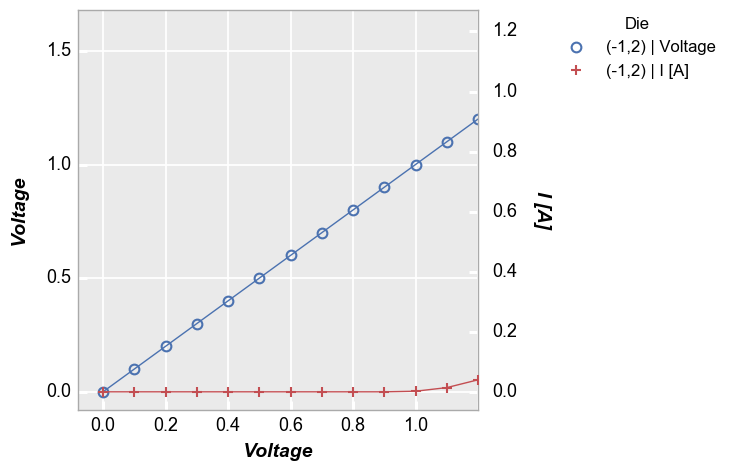 Die
(-1,2) | Voltage
(-1,2) | I [A]
Voltage
1.5
1.0
0.5
0.0
1.2
1.0
0.8
0.6
0.4
0.2
0.0
I [A]
0.0 0.2 0.4 0.6 0.8 1.0
Voltage